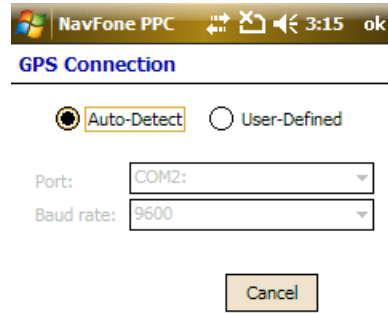 NavFone PPC 3:15 ok
GPS Connection
Auto-Detect User-Defined
Port: COM2:
Baud rate: 9600
Cancel